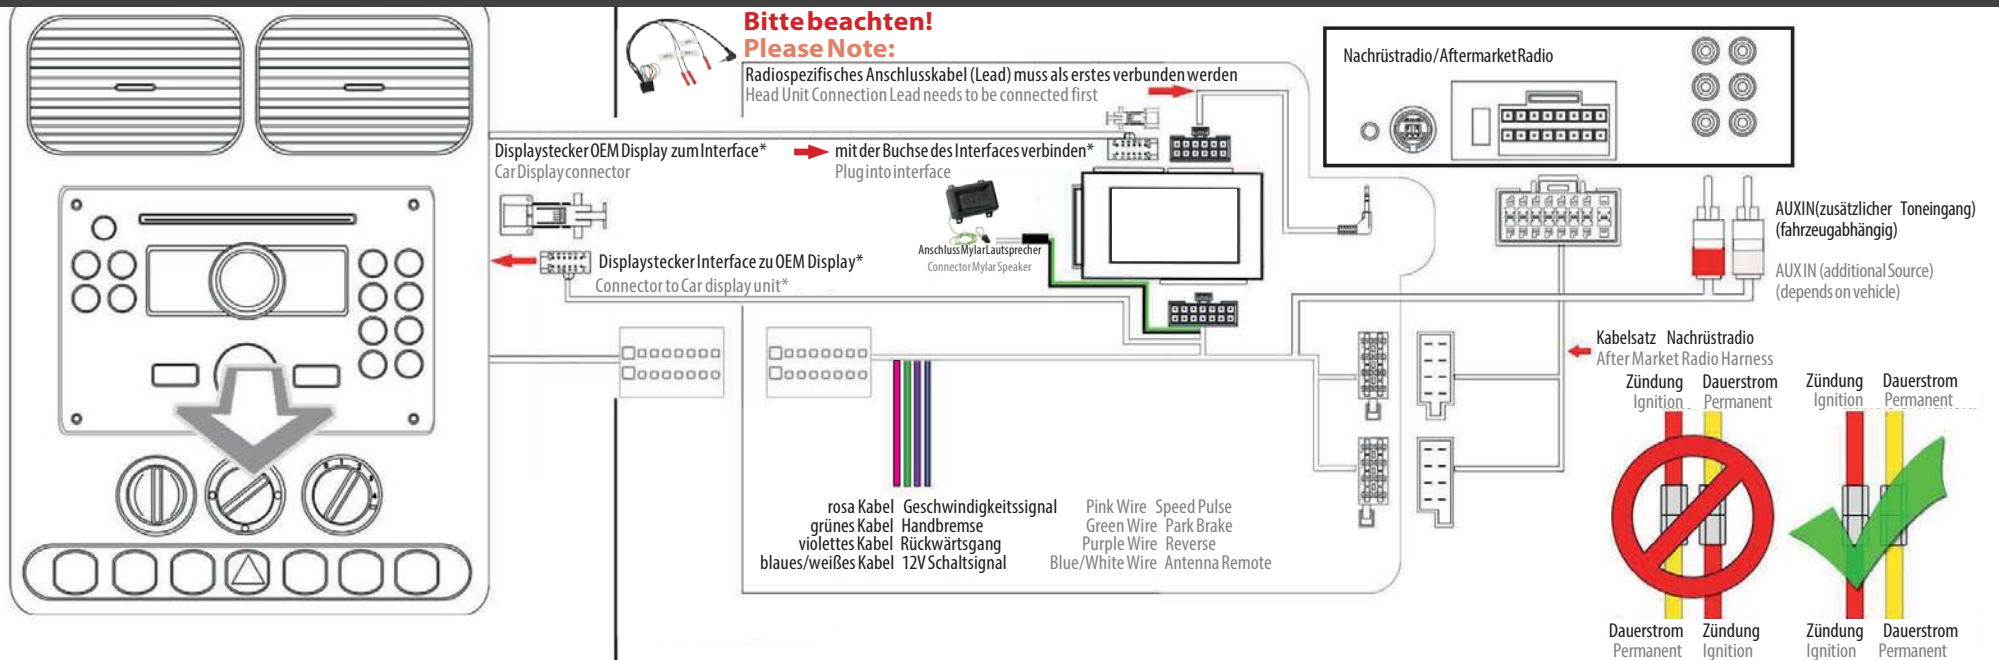 Bitte beachten!
Please Note:
Radiospezifisches Anschlusskabel (Lead) muss als erstes verbunden werden
Head Unit Connection Lead needs to be connected first
Nachrüstradio/Aftermarket Radio
Displaystecker OEM Display zum Interface*
Car Display connector
mit der Buchse des Interfaces verbinden*
Plug into interface
Anschluss Mylar Lautsprecher
Connector Mylar Speaker
Displaystecker Interface zu OEM Display*
Connector to Car display unit*
AUX IN (zusätzlicher Toneingang)
(fahrzeugabhängig)
AUX IN (additional Source)
(depends on vehicle)
Kabelsatz Nachrüstradio
After Market Radio Harness
Zündung Dauerstrom
Ignition Permanent
Zündung Dauerstrom
Ignition Permanent
rosa Kabel Geschwindigkeitssignal
grünes Kabel Handbremse
violettes Kabel Rückwärtsgang
blaues/weißes Kabel 12V Schaltsignal
Pink Wire Speed Pulse
Green Wire Park Brake
Purple Wire Reverse
Blue/White Wire Antenna Remote
Dauerstrom Zündung
Permanent Ignition
Zündung Dauerstrom
Ignition Permanent